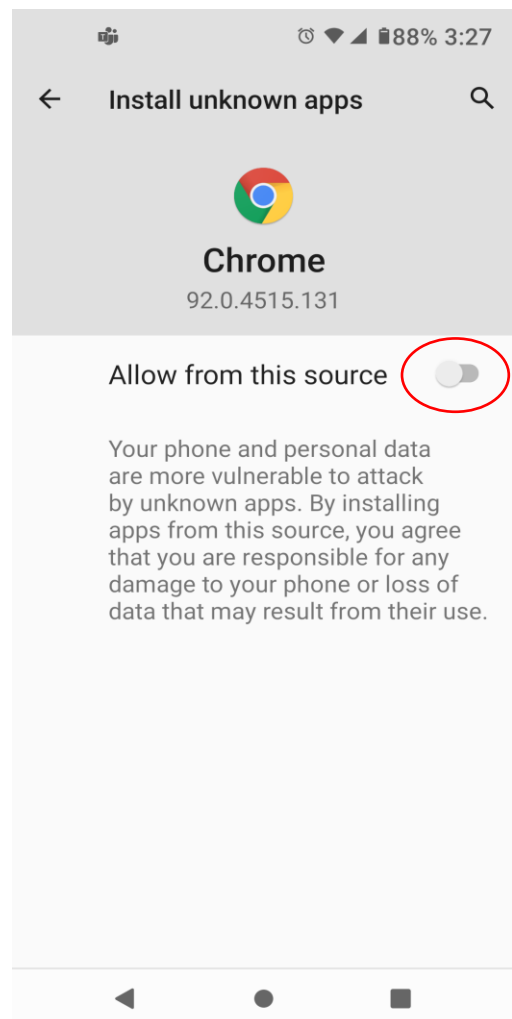 88% 3:27
Install unknown apps
Chrome
92.0.4515.131
Allow from this source
Your phone and personal data
are more vulnerable to attack
by unknown apps. By installing
apps from this source, you agree
that you are responsible for any
damage to your phone or loss of
data that may result from their use.